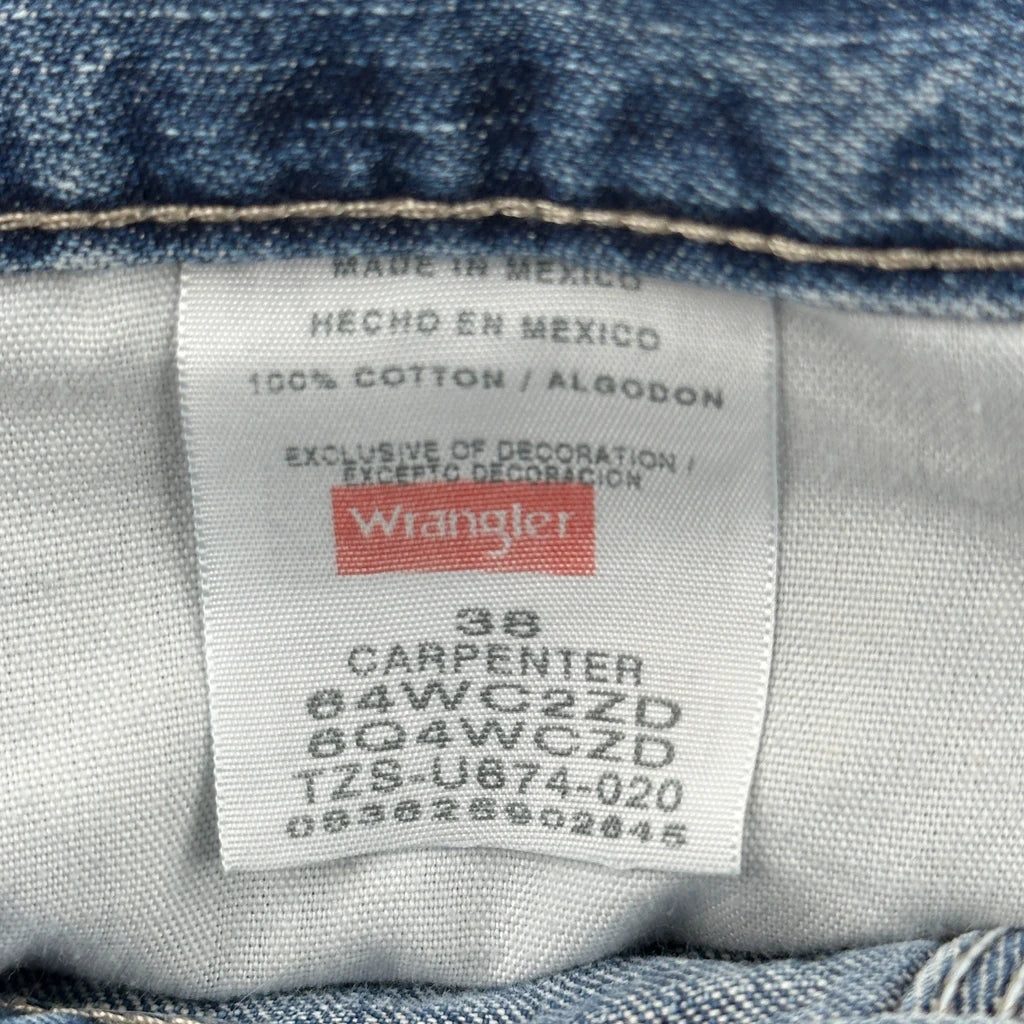 MADE IN MEXICO
HECHO EN MEXICO
100% COTTON / ALGODON
EXCLUSIVE OF DECORATION /
EXCEPTO DECORACION
Wrangler
38
CARPENTER
64WC2ZD
6Q4WCZD
TZS-U674-020